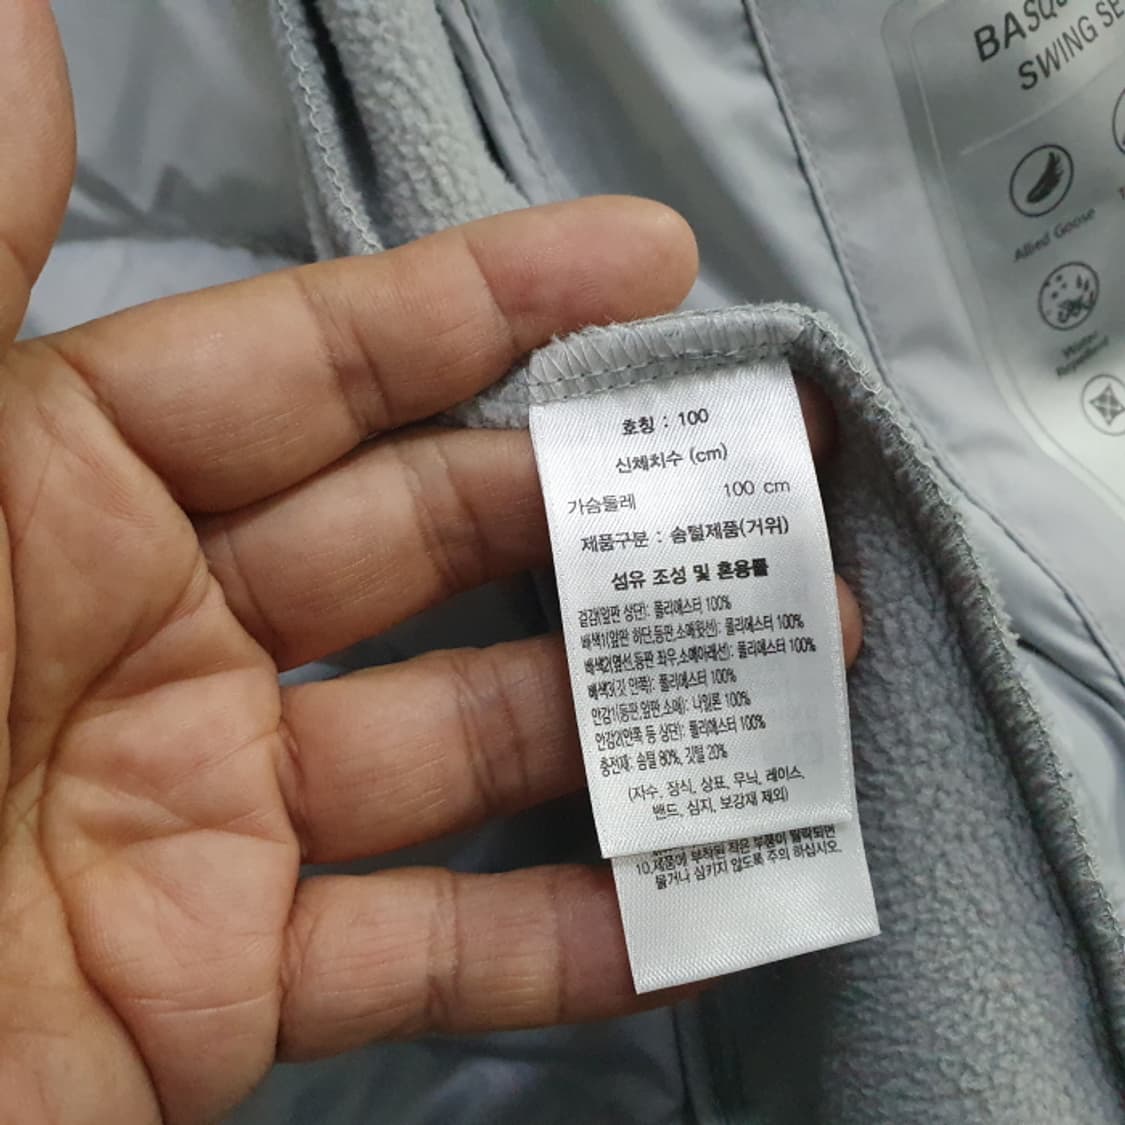 BASQU
SWING SE
Allied Goose
Water
Repellent
호칭 : 100
신체치수 (cm)
가슴둘레 100 cm
제품구분 : 솜털제품(거위)
섬유 조성 및 혼용률
겉감(앞판 상단): 폴리에스터 100%
배색1(앞판 하단,등판,소매윗선): 폴리에스터 100%
배색2(옆선,등판 좌우,소매아래선): 폴리에스터 100%
배색3(깃 안쪽): 폴리에스터 100%
안감1(등판,앞판,소매): 나일론 100%
안감2(안쪽 등 상단): 폴리에스터 100%
충전재: 솜털 80%, 깃털 20%
(자수, 장식, 상표, 무늬, 레이스,
밴드, 심지, 보강재 제외)
10.제품에 부착된 작은 부품이 탈락되면
물거나 삼키지 않도록 주의 하십시오.